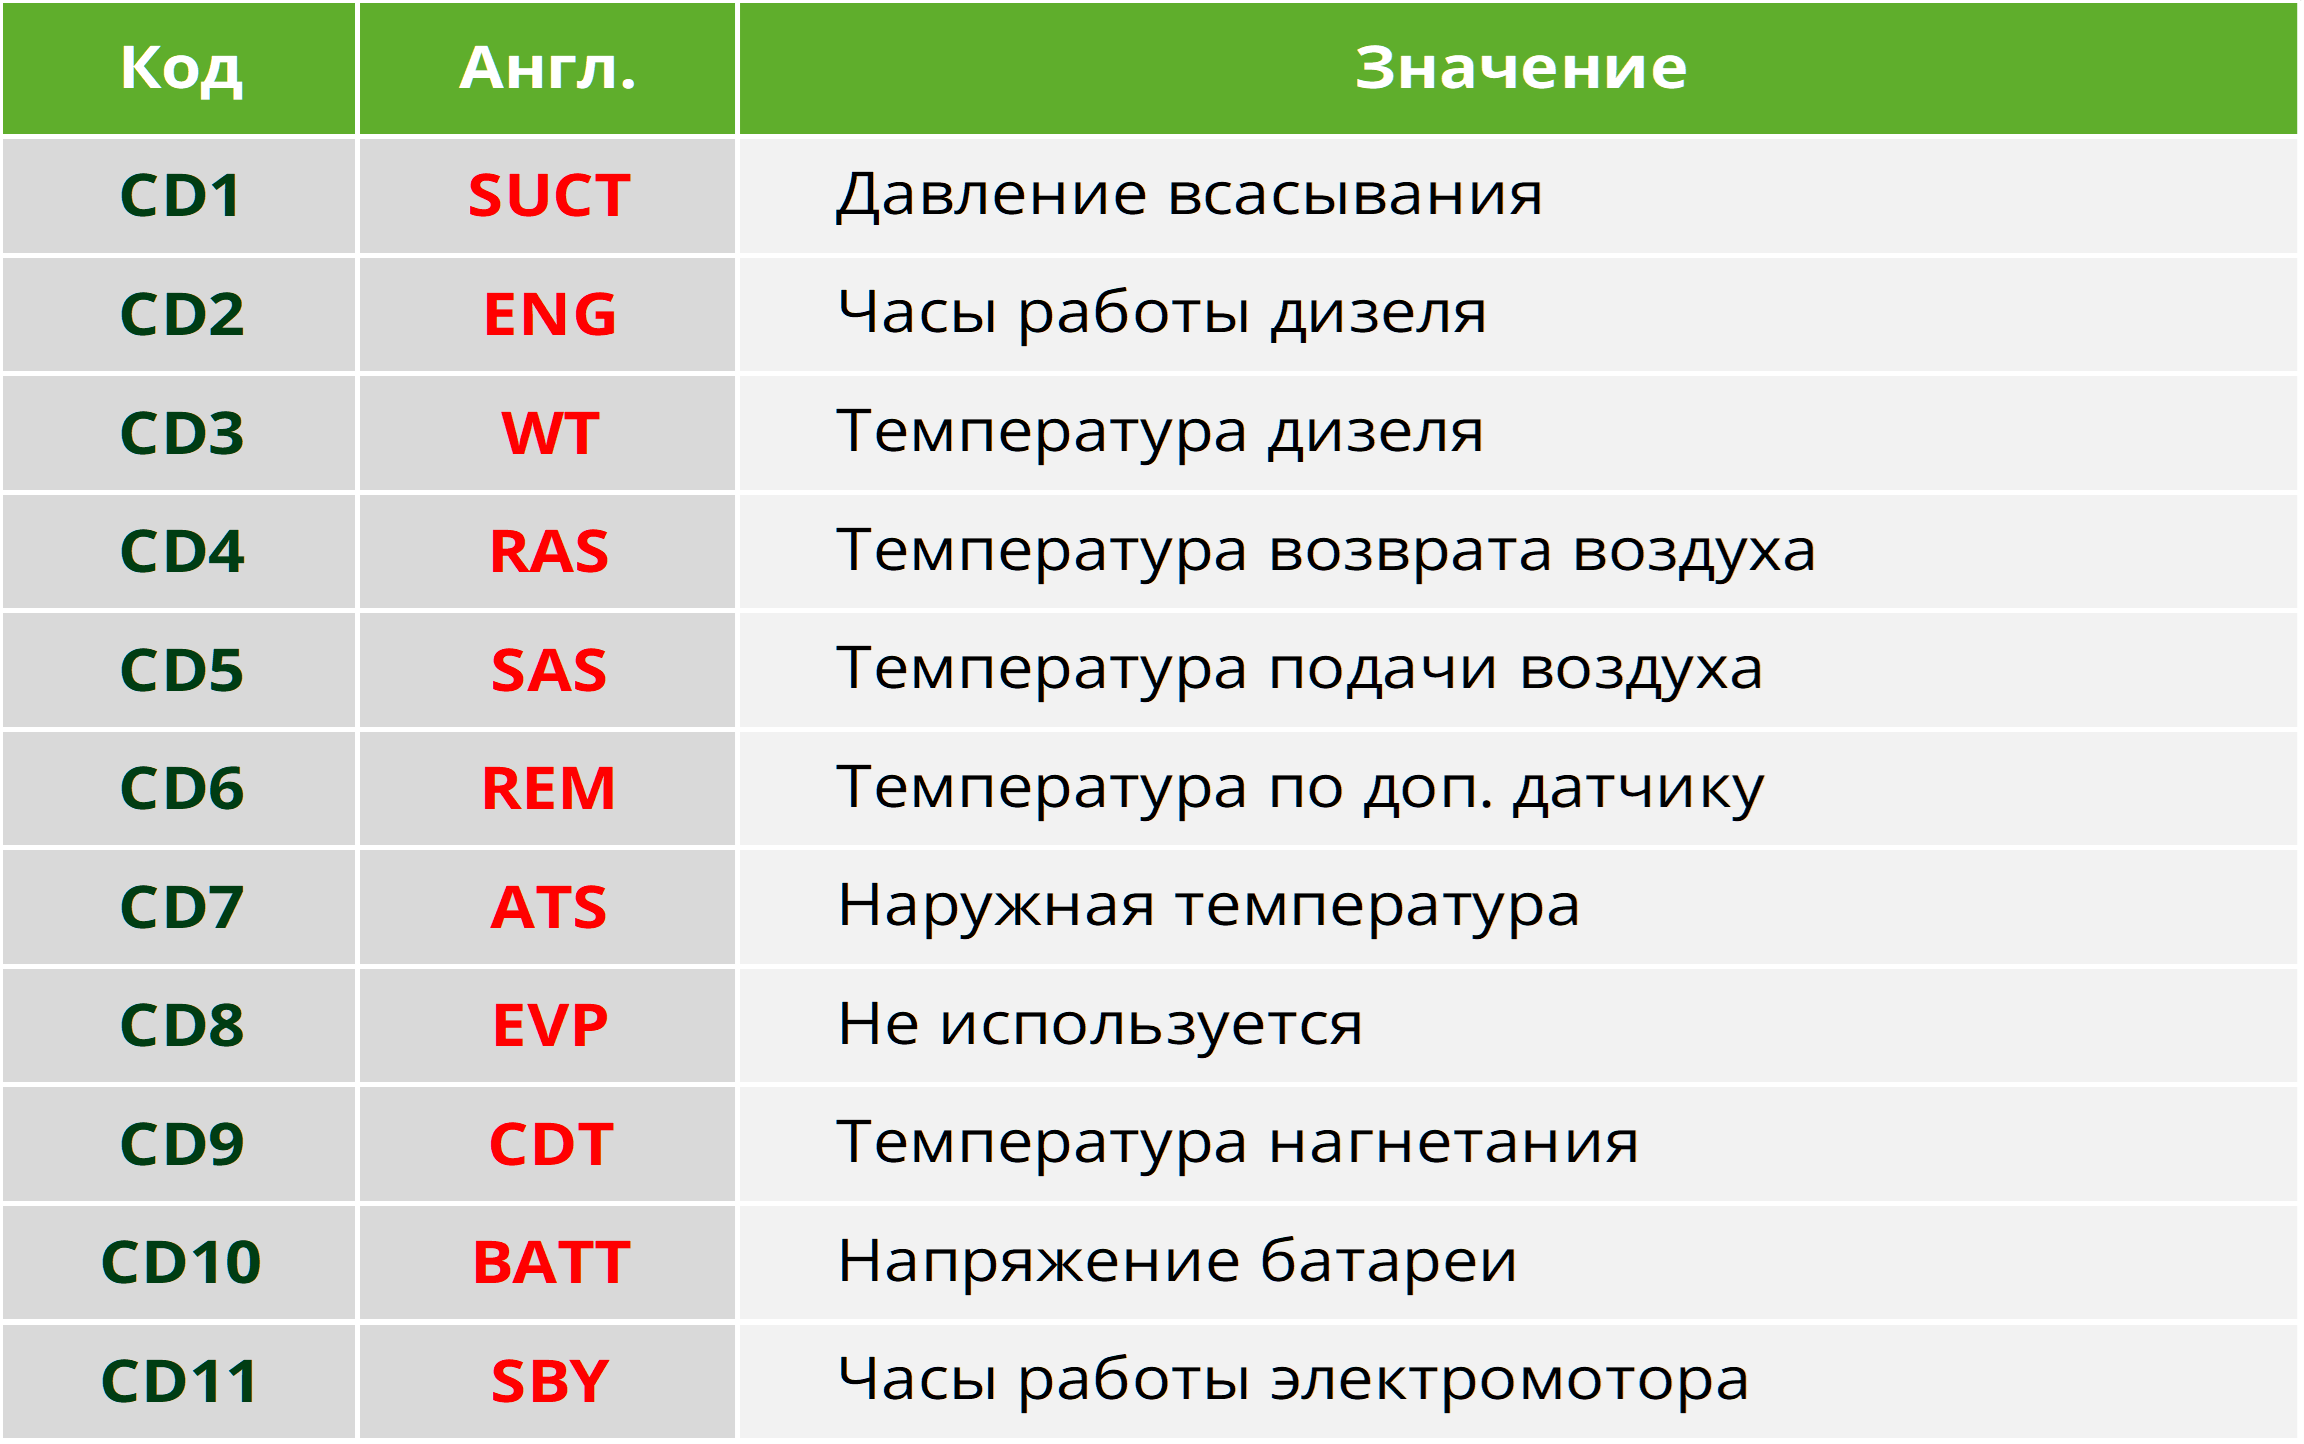 Код Англ. Значение
CD1 SUCT Давление всасывания
CD2 ENG Часы работы дизеля
CD3 WT Температура дизеля
CD4 RAS Температура возврата воздуха
CD5 SAS Температура подачи воздуха
CD6 REM Температура по доп. датчику
CD7 ATS Наружная температура
CD8 EVP Не используется
CD9 CDT Температура нагнетания
CD10 BATT Напряжение батареи
CD11 SBY Часы работы электромотора